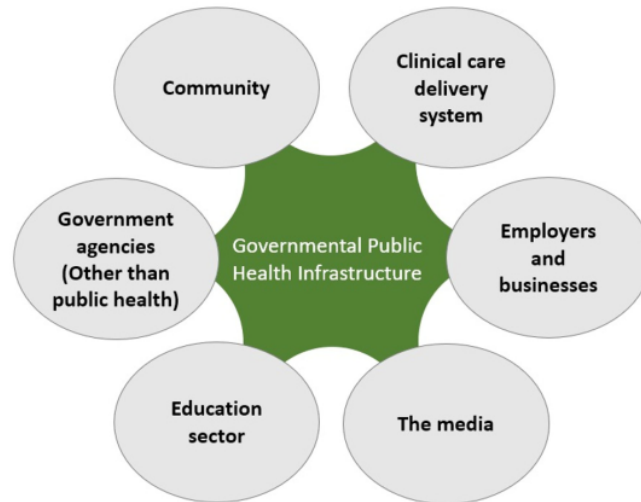 Community
Clinical care
delivery
system
Government
agencies
(Other than
public health)
Governmental Public
Health Infrastructure
Employers
and
businesses
Education
sector
The media